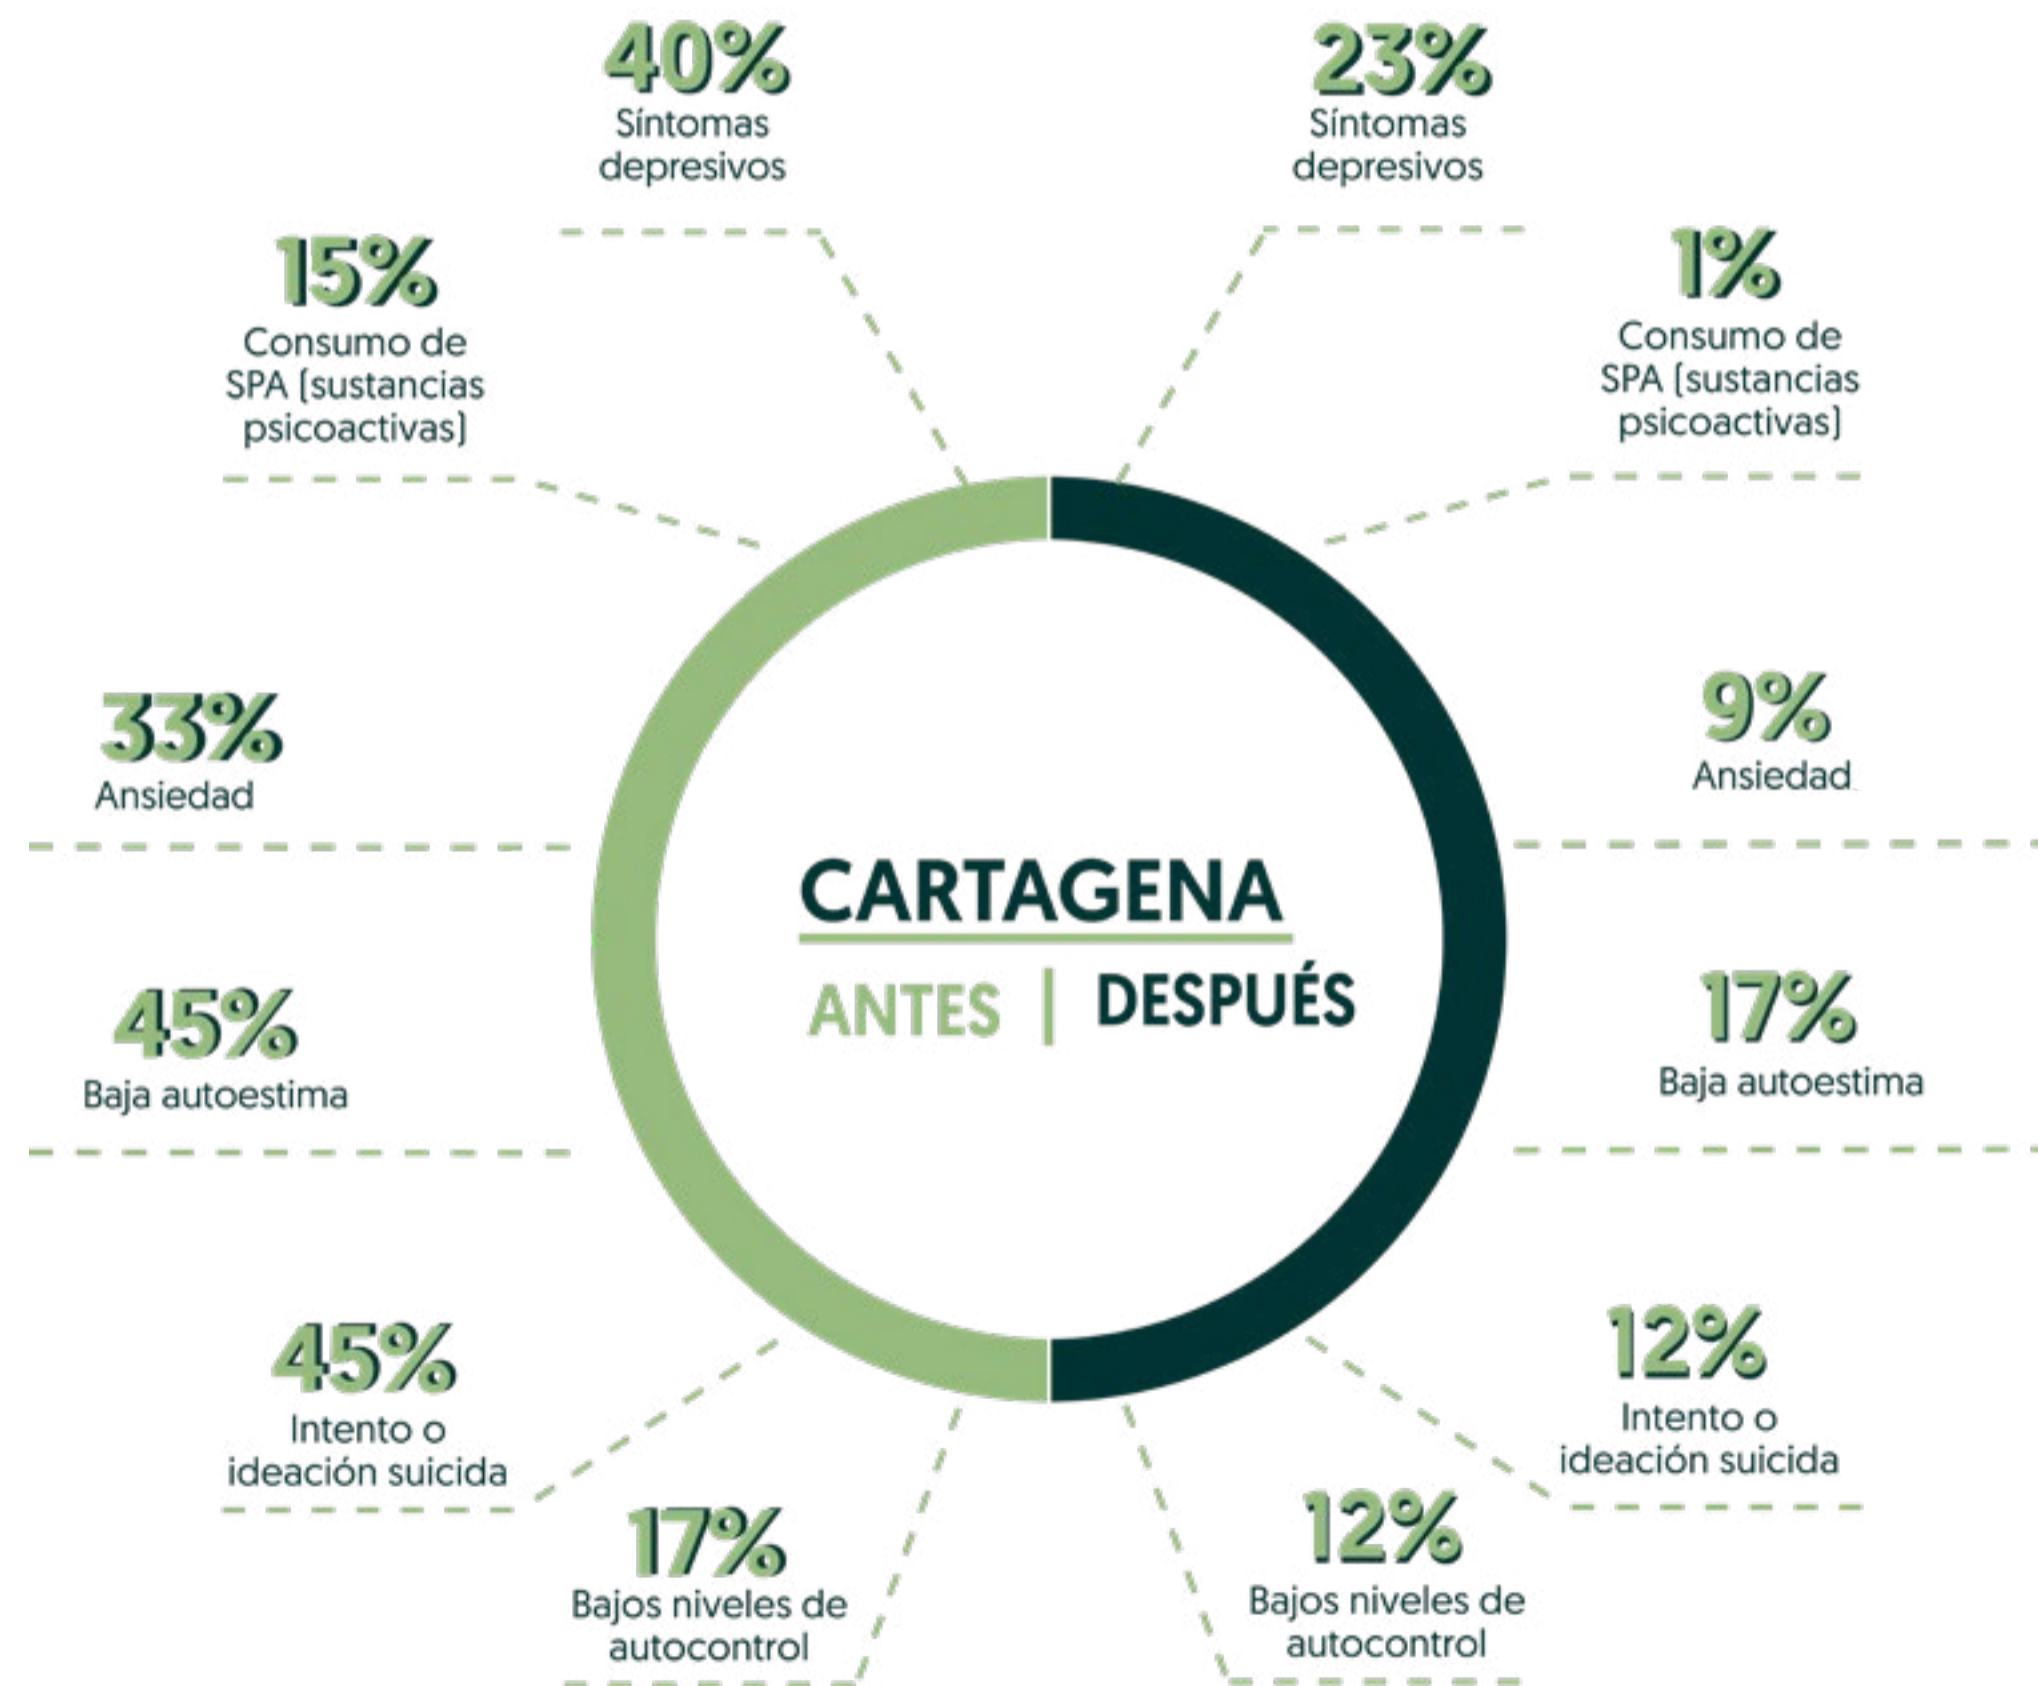 40%
Síntomas
depresivos
23%
Síntomas
depresivos
15%
Consumo de
SPA (sustancias
psicoactivas)
1%
Consumo de
SPA (sustancias
psicoactivas)
33%
Ansiedad
9%
Ansiedad
CARTAGENA
ANTES | DESPUÉS
45%
Baja autoestima
17%
Baja autoestima
45%
Intento o
ideación suicida
12%
Intento o
ideación suicida
17%
Bajos niveles de
autocontrol
12%
Bajos niveles de
autocontrol